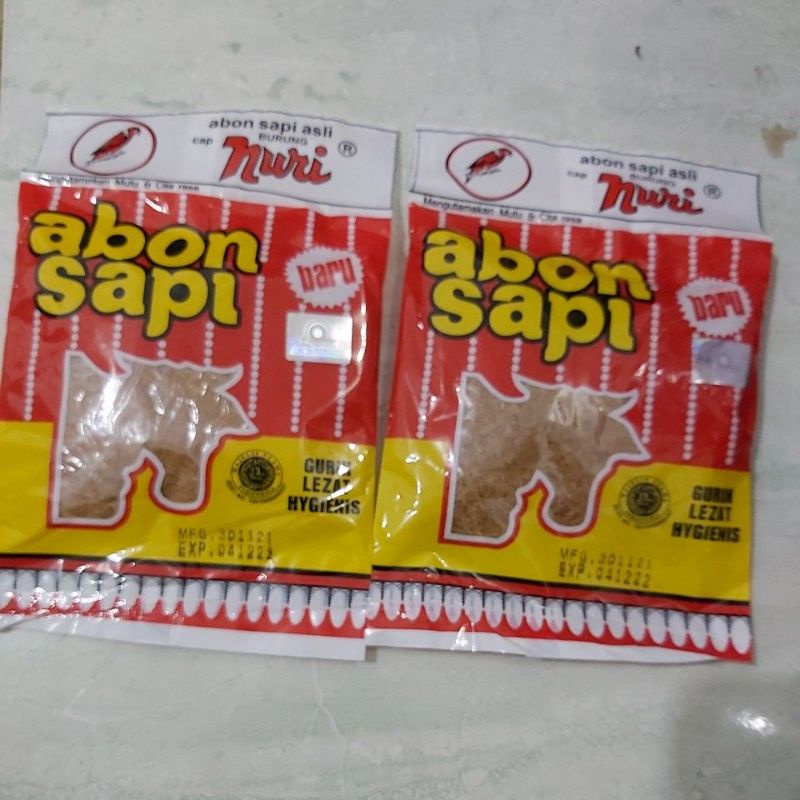 abon sapi asli
cap BURUNG
nuri ®
Mengutamakan Mutu & Cita rasa
abon
sapi
baru
GURIH
LEZAT
HYGIENIS
MFG.301121
EXP.041222
abon sapi asli
cap BURUNG
nuri ®
Mengutamakan Mutu & Cita rasa
abon
sapi
baru
GURIH
LEZAT
HYGIENIS
MFG.301121
EXP.041222